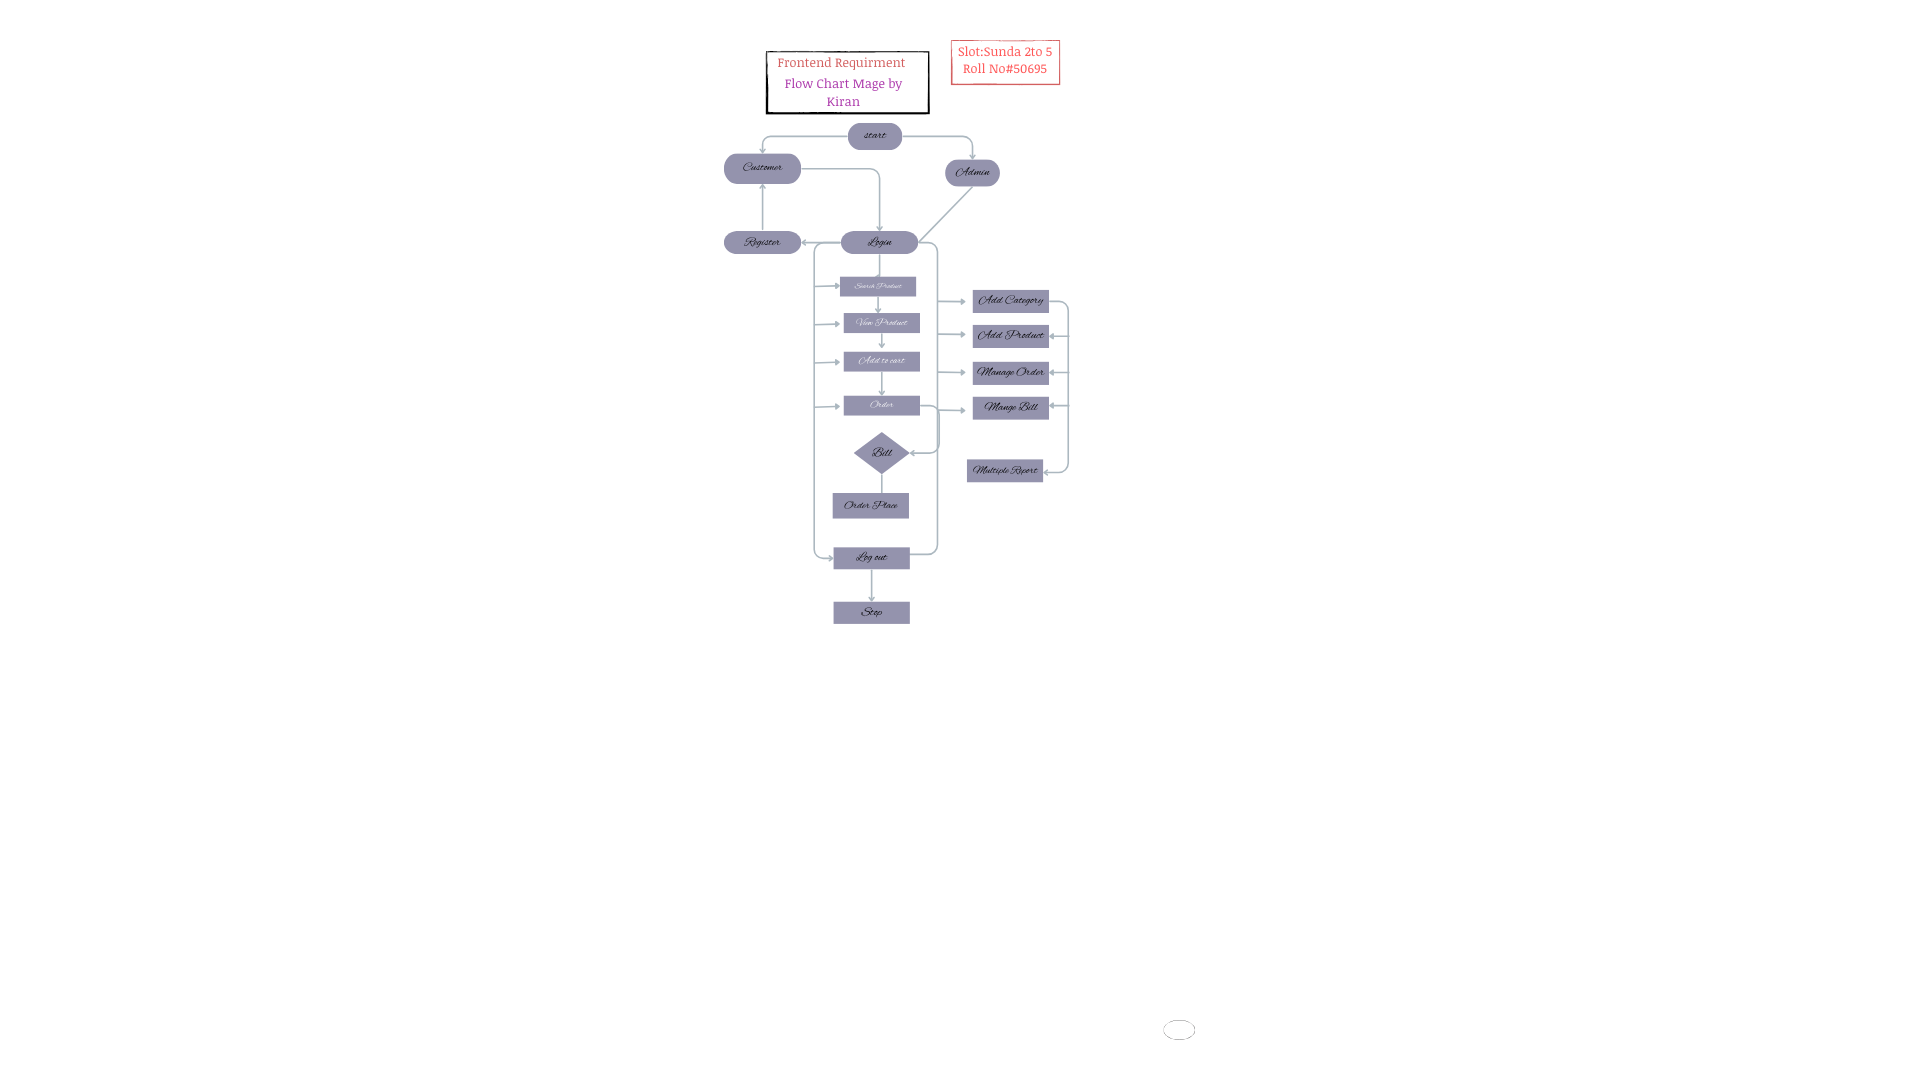 Slot:Sunda 2to 5
Roll No#50695
Frontend Requirment
Flow Chart Mage by
Kiran
start
Customer
Admin
Register
Login
Search Product
View Product
Add to cart
Order
Bill
Order Place
Log out
Stop
Add Category
Add Product
Manage Order
Mange Bill
Multiple Report